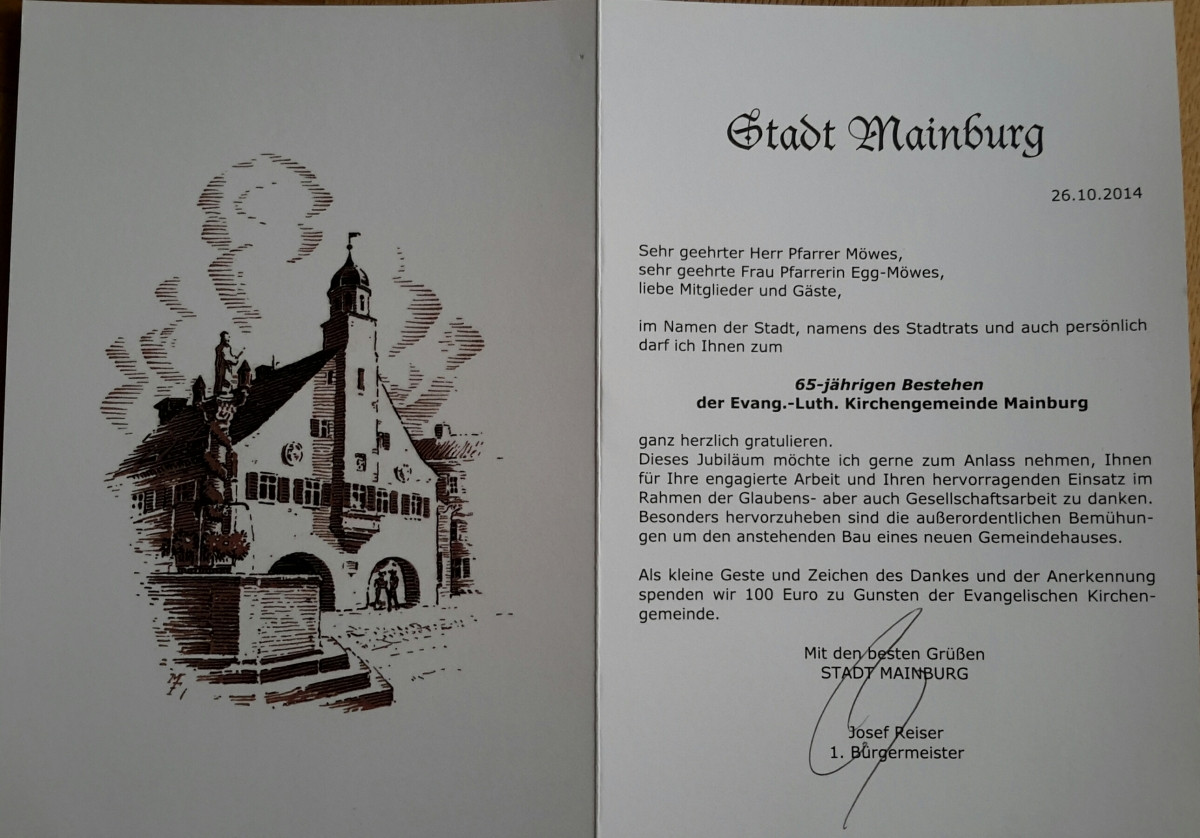 Stadt Mainburg
26.10.2014
Sehr geehrter Herr Pfarrer Möwes,
sehr geehrte Frau Pfarrerin Egg-Möwes,
liebe Mitglieder und Gäste,
im Namen der Stadt, namens des Stadtrats und auch persönlich
darf ich Ihnen zum
65-jährigen Bestehen
der Evang.-Luth. Kirchengemeinde Mainburg
ganz herzlich gratulieren.
Dieses Jubiläum möchte ich gerne zum Anlass nehmen, Ihnen
für Ihre engagierte Arbeit und Ihren hervorragenden Einsatz im
Rahmen der Glaubens- aber auch Gesellschaftsarbeit zu danken.
Besonders hervorzuheben sind die außerordentlichen Bemühun-
gen um den anstehenden Bau eines neuen Gemeindehauses.
Als kleine Geste und Zeichen des Dankes und der Anerkennung
spenden wir 100 Euro zu Gunsten der Evangelischen Kirchen-
gemeinde.
Mit den besten Grüßen
STADT MAINBURG
Josef Reiser
1. Bürgermeister